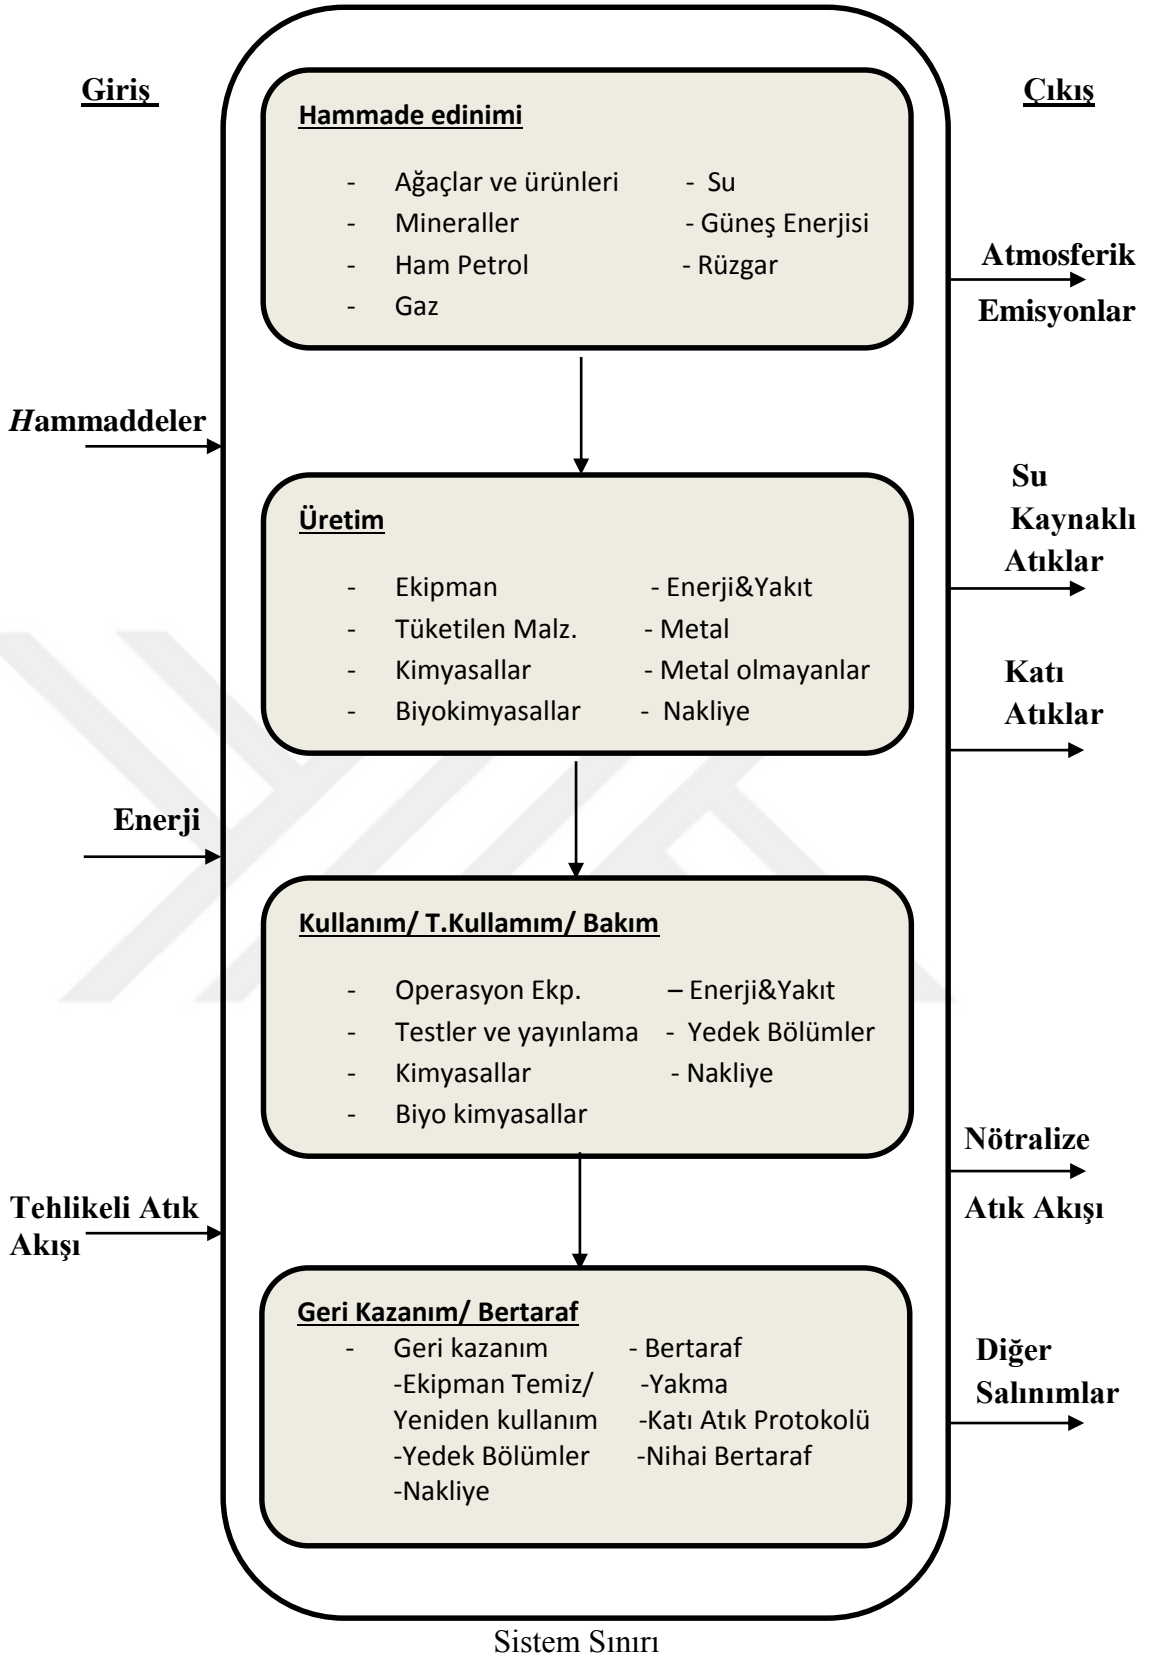 Giriş
Çıkış
Hammade edinimi
- Ağaçlar ve ürünleri - Su
- Mineraller - Güneş Enerjisi
- Ham Petrol - Rüzgar
- Gaz
Atmosferik
Emisyonlar
Hammaddeler
Üretim
- Ekipman - Enerji&Yakıt
- Tüketilen Malz. - Metal
- Kimyasallar - Metal olmayanlar
- Biyokimyasallar - Nakliye
Su
Kaynaklı
Atıklar
Katı
Atıklar
Enerji
Kullanım/ T.Kullamım/ Bakım
- Operasyon Ekp. – Enerji&Yakıt
- Testler ve yayınlama - Yedek Bölümler
- Kimyasallar - Nakliye
- Biyo kimyasallar
Nötralize
Atık Akışı
Tehlikeli Atık
Akışı
Geri Kazanım/ Bertaraf
- Geri kazanım - Bertaraf
-Ekipman Temiz/ -Yakma
Yeniden kullanım -Katı Atık Protokolü
-Yedek Bölümler -Nihai Bertaraf
-Nakliye
Diğer
Salınımlar
Sistem Sınırı